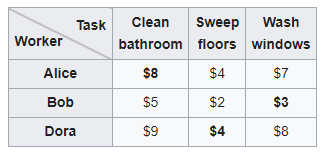 Task Clean Sweep Wash
Worker bathroom floors windows
Alice $8 $4 $7
Bob $5 $2 $3
Dora $9 $4 $8